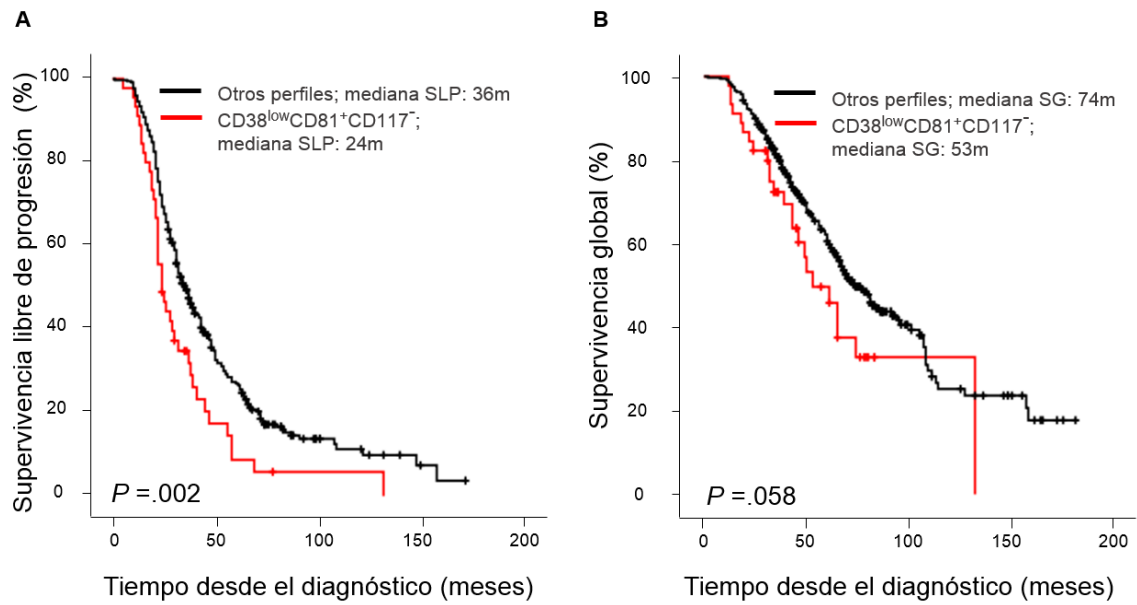 A
Supervivencia libre de progresión (%)
100
80
60
40
20
0
Otros perfiles; mediana SLP: 36m
CD38lowCD81+CD117-;
mediana SLP: 24m
P =.002
0 50 100 150 200
Tiempo desde el diagnóstico (meses)
B
Supervivencia global (%)
100
80
60
40
20
0
Otros perfiles; mediana SG: 74m
CD38lowCD81+CD117-;
mediana SG: 53m
P =.058
0 50 100 150 200
Tiempo desde el diagnóstico (meses)